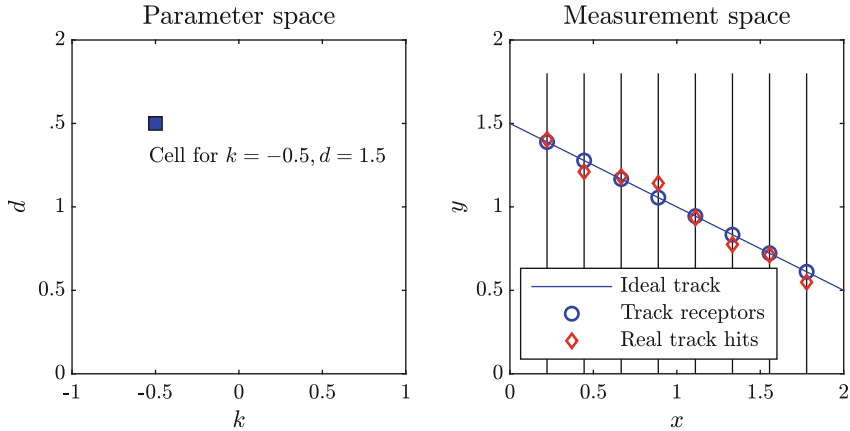 Parameter space
2
.5
1
0.5
0
-1
-0.5
0
0.5
1
d
k
Cell for k = −0.5, d = 1.5
Measurement space
2
1.5
1
0.5
0
0
0.5
1
1.5
2
y
x
Ideal track
Track receptors
Real track hits